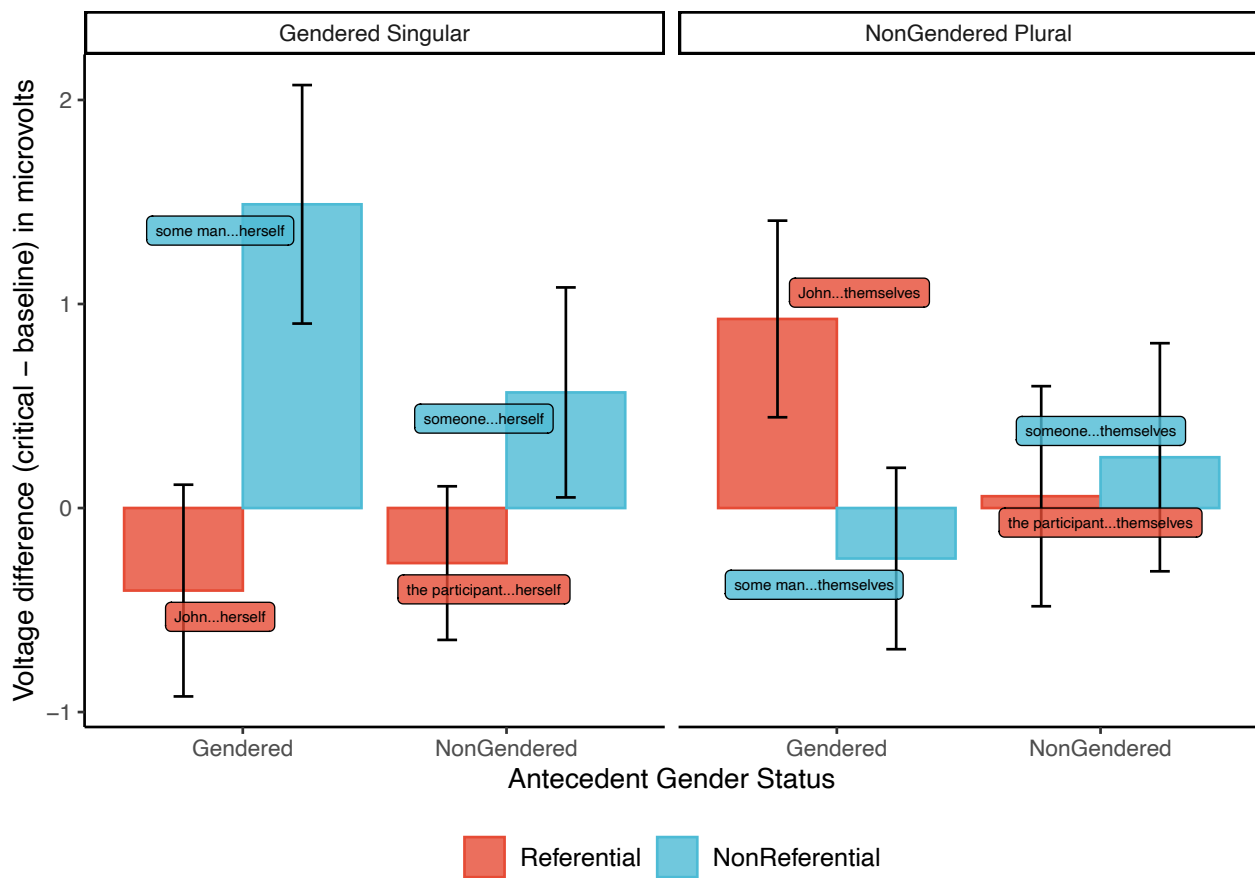 Gendered Singular
NonGendered Plural
Voltage difference (critical − baseline) in microvolts
2
1
0
−1
some man...herself
John...herself
someone...herself
the participant...herself
John...themselves
some man...themselves
someone...themselves
the participant...themselves
Gendered
NonGendered
Gendered
NonGendered
Antecedent Gender Status
Referential
NonReferential